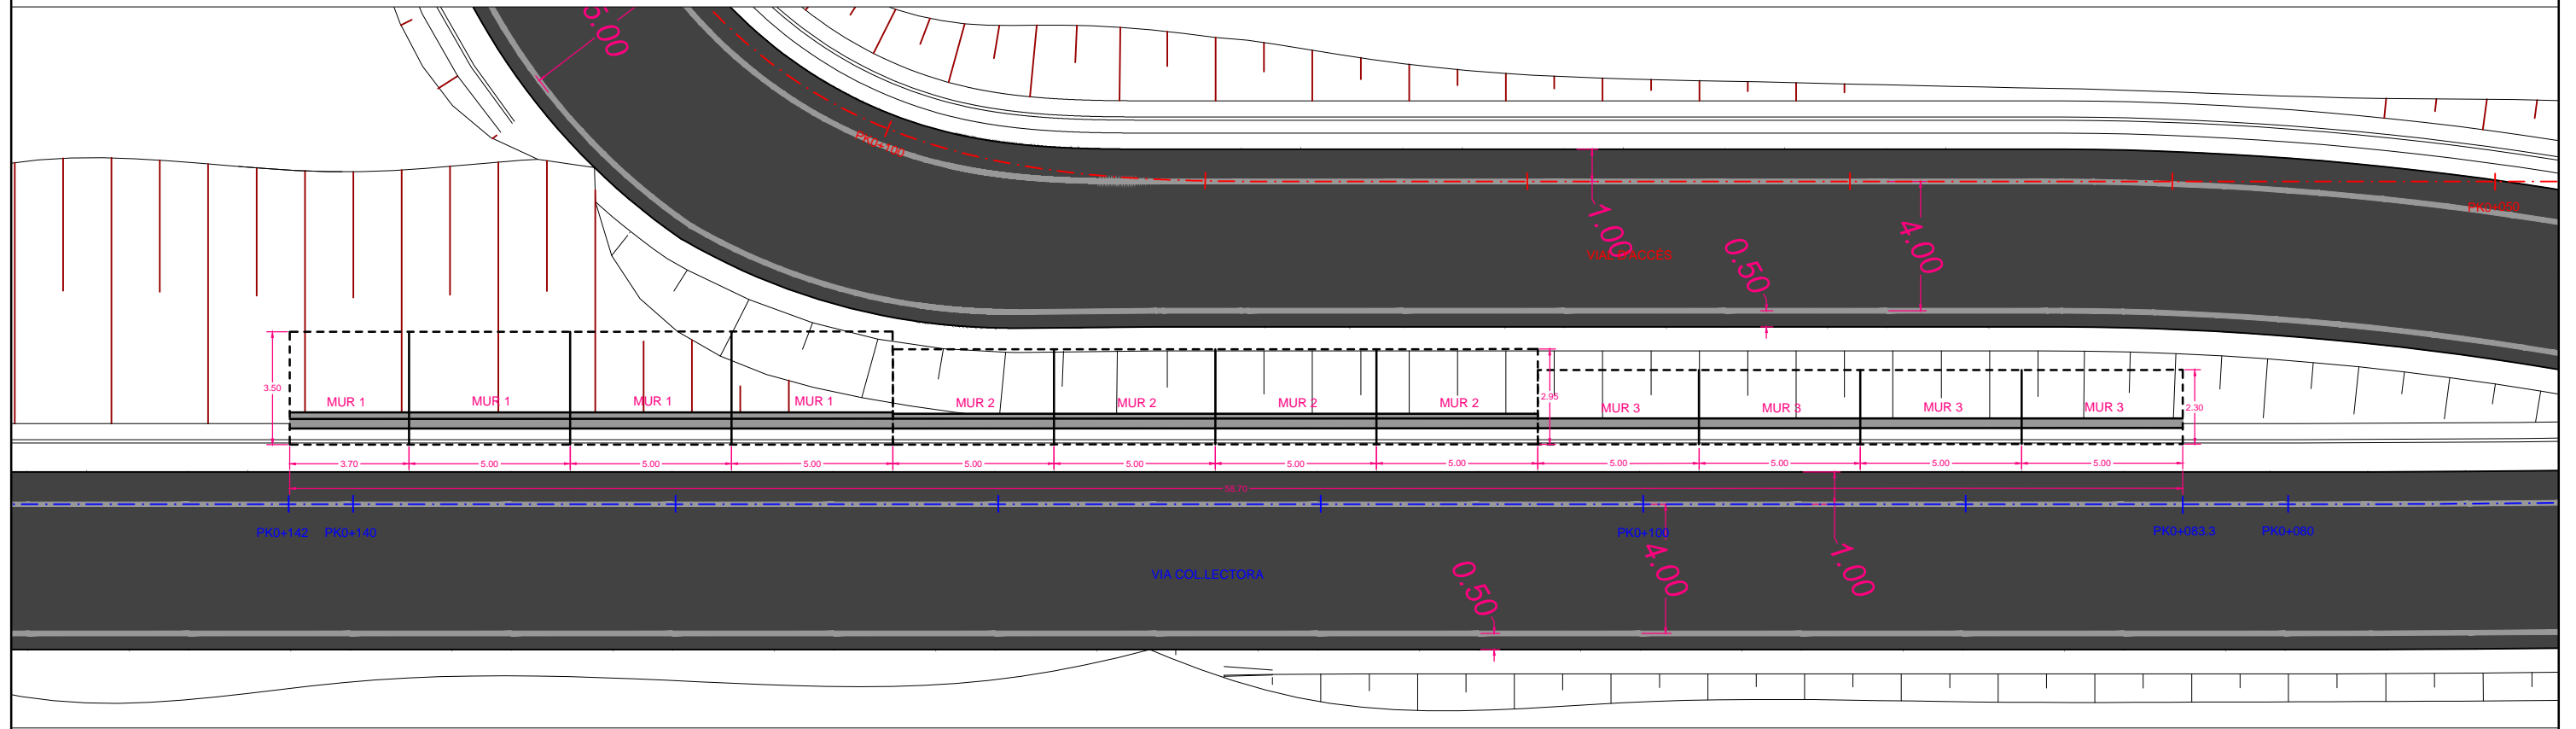 5.00
PK0+100
PK0+050
1.00
VIAL D'ACCÉS
0.50
4.00
3.50
MUR 1
MUR 1
MUR 1
MUR 1
MUR 2
MUR 2
MUR 2
MUR 2
2.95
MUR 3
MUR 3
MUR 3
MUR 3
2.30
3.70
5.00
5.00
5.00
5.00
5.00
5.00
5.00
5.00
5.00
5.00
5.00
58.70
PK0+142
PK0+140
PK0+100
PK0+083.3
PK0+080
VIA COL.LECTORA
0.50
4.00
1.00